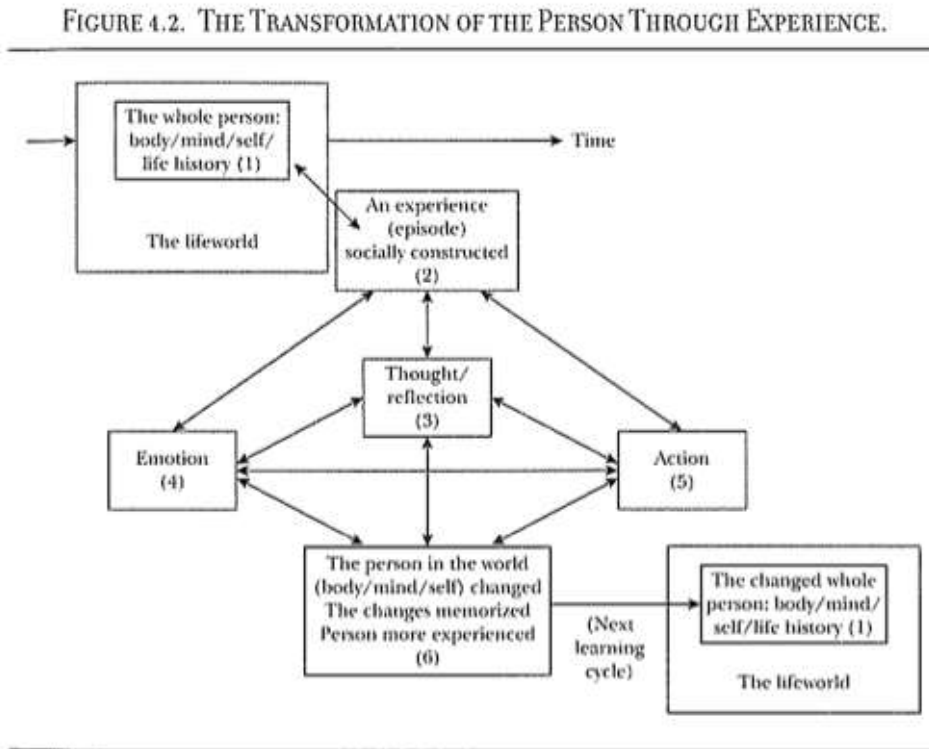 FIGURE 4.2. THE TRANSFORMATION OF THE PERSON THROUGH EXPERIENCE.
The whole person:
body/mind/self/
life history (1)
Time
The lifeworld
An experience
(episode)
socially constructed
(2)
Thought/
reflection
(3)
Emotion
(4)
Action
(5)
The person in the world
(body/mind/self) changed
The changes memorized
Person more experienced
(6)
(Next
learning
cycle)
The changed whole
person: body/mind/
self/life history (1)
The lifeworld